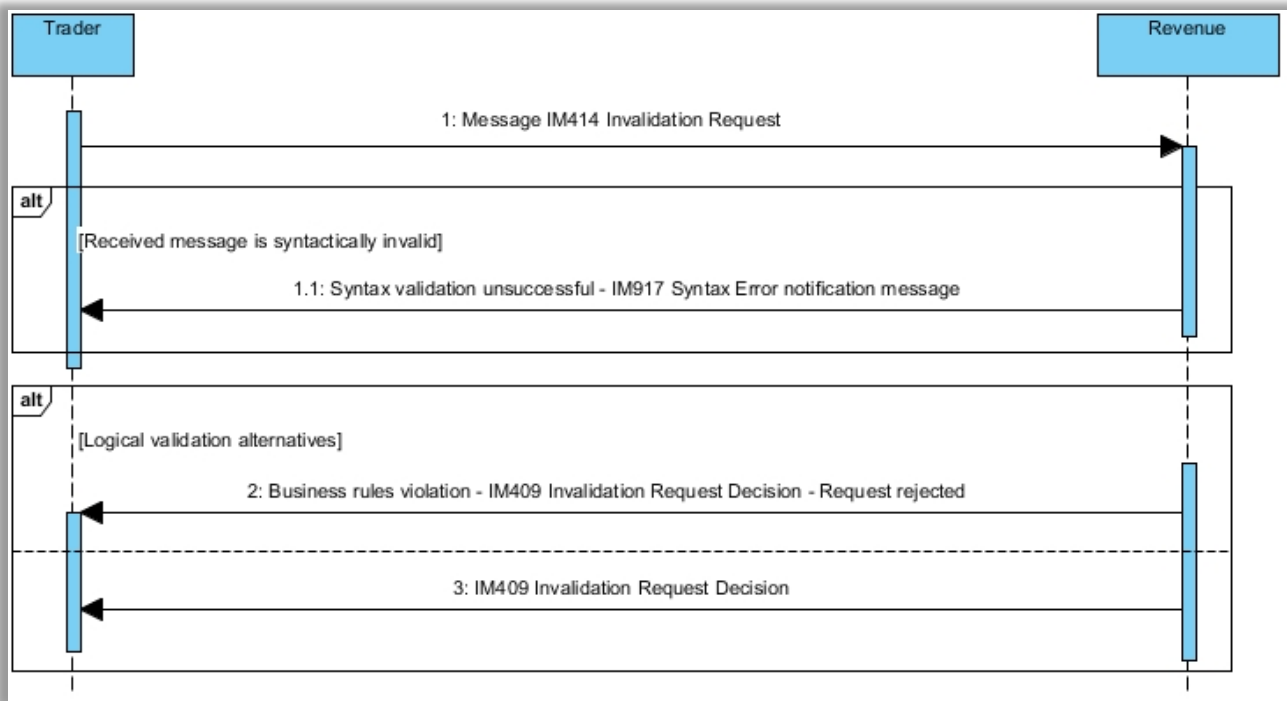 Trader
Revenue
1: Message IM414 Invalidation Request
alt
[Received message is syntactically invalid]
1.1: Syntax validation unsuccessful - IM917 Syntax Error notification message
alt
[Logical validation alternatives]
2: Business rules violation - IM409 Invalidation Request Decision - Request rejected
3: IM409 Invalidation Request Decision